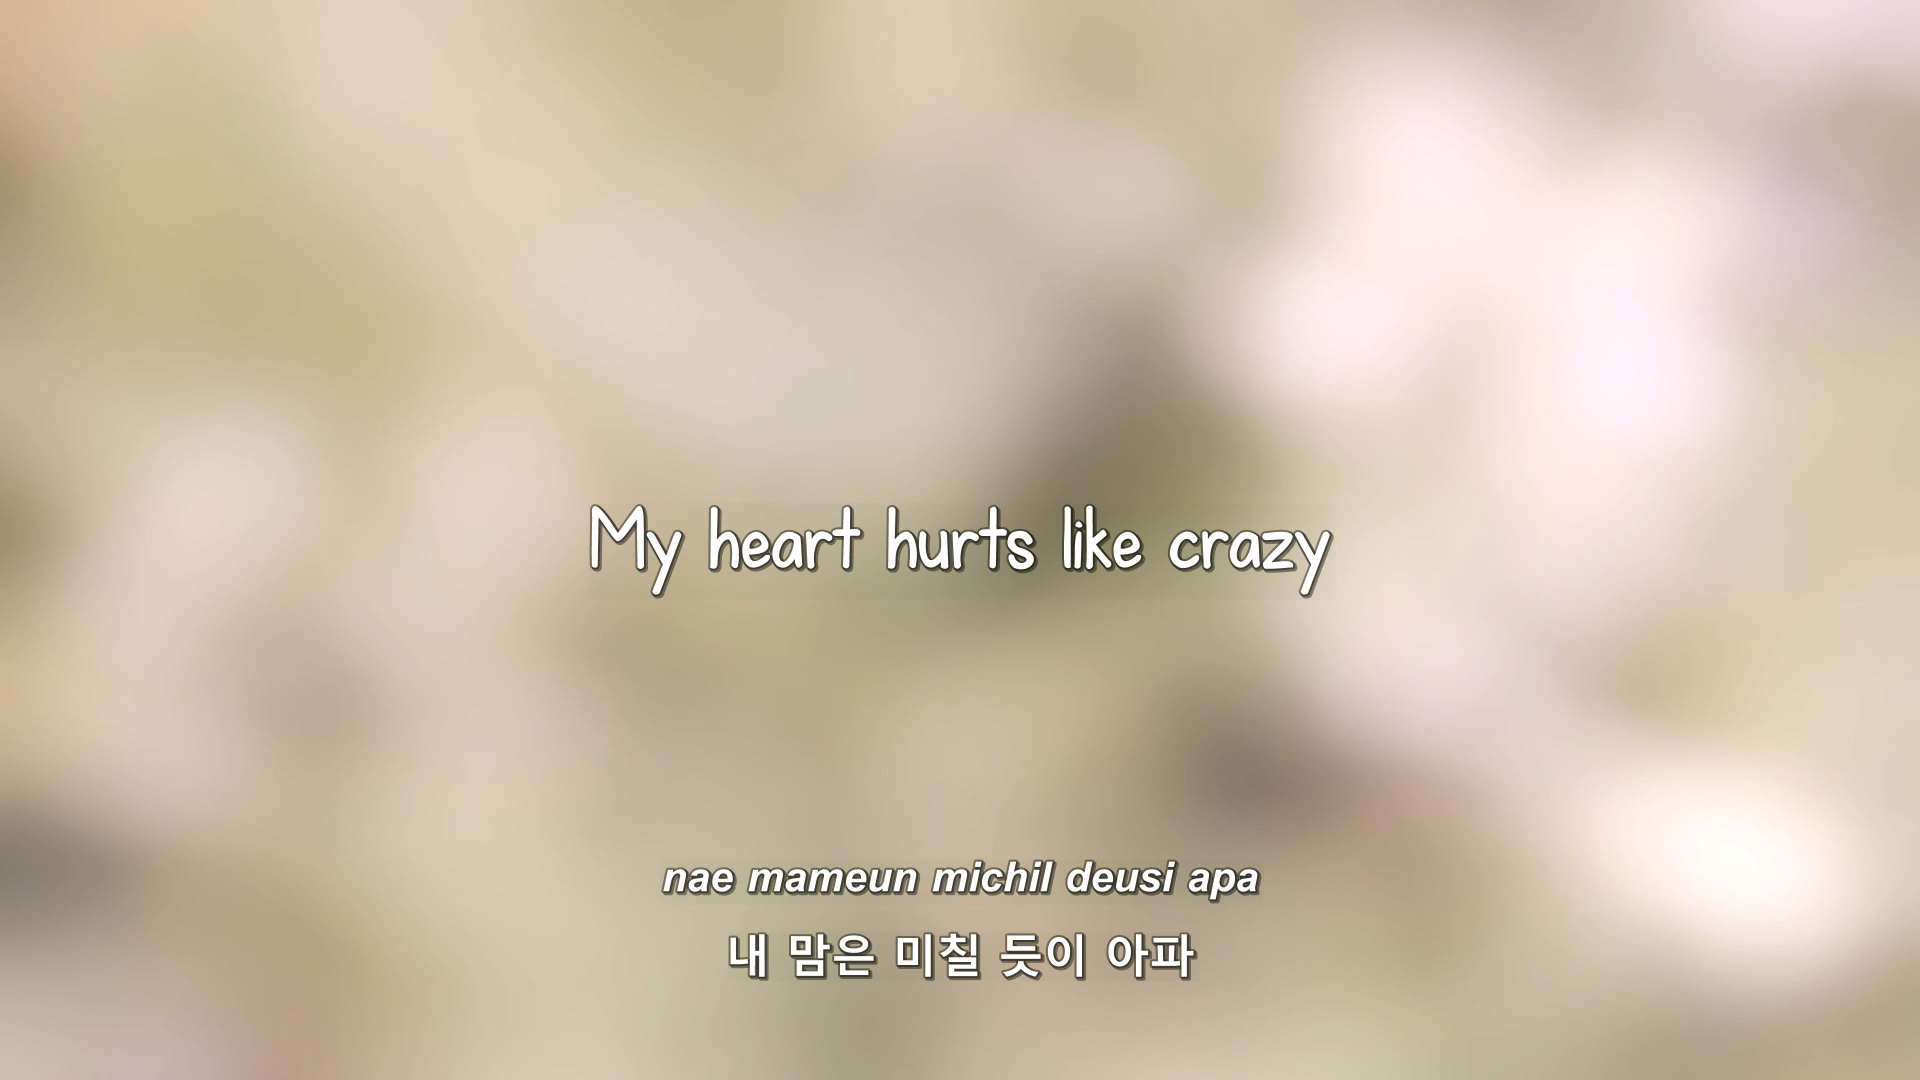 My heart hurts like crazy
nae mameun michil deusi apa
내 맘은 미칠 듯이 아파